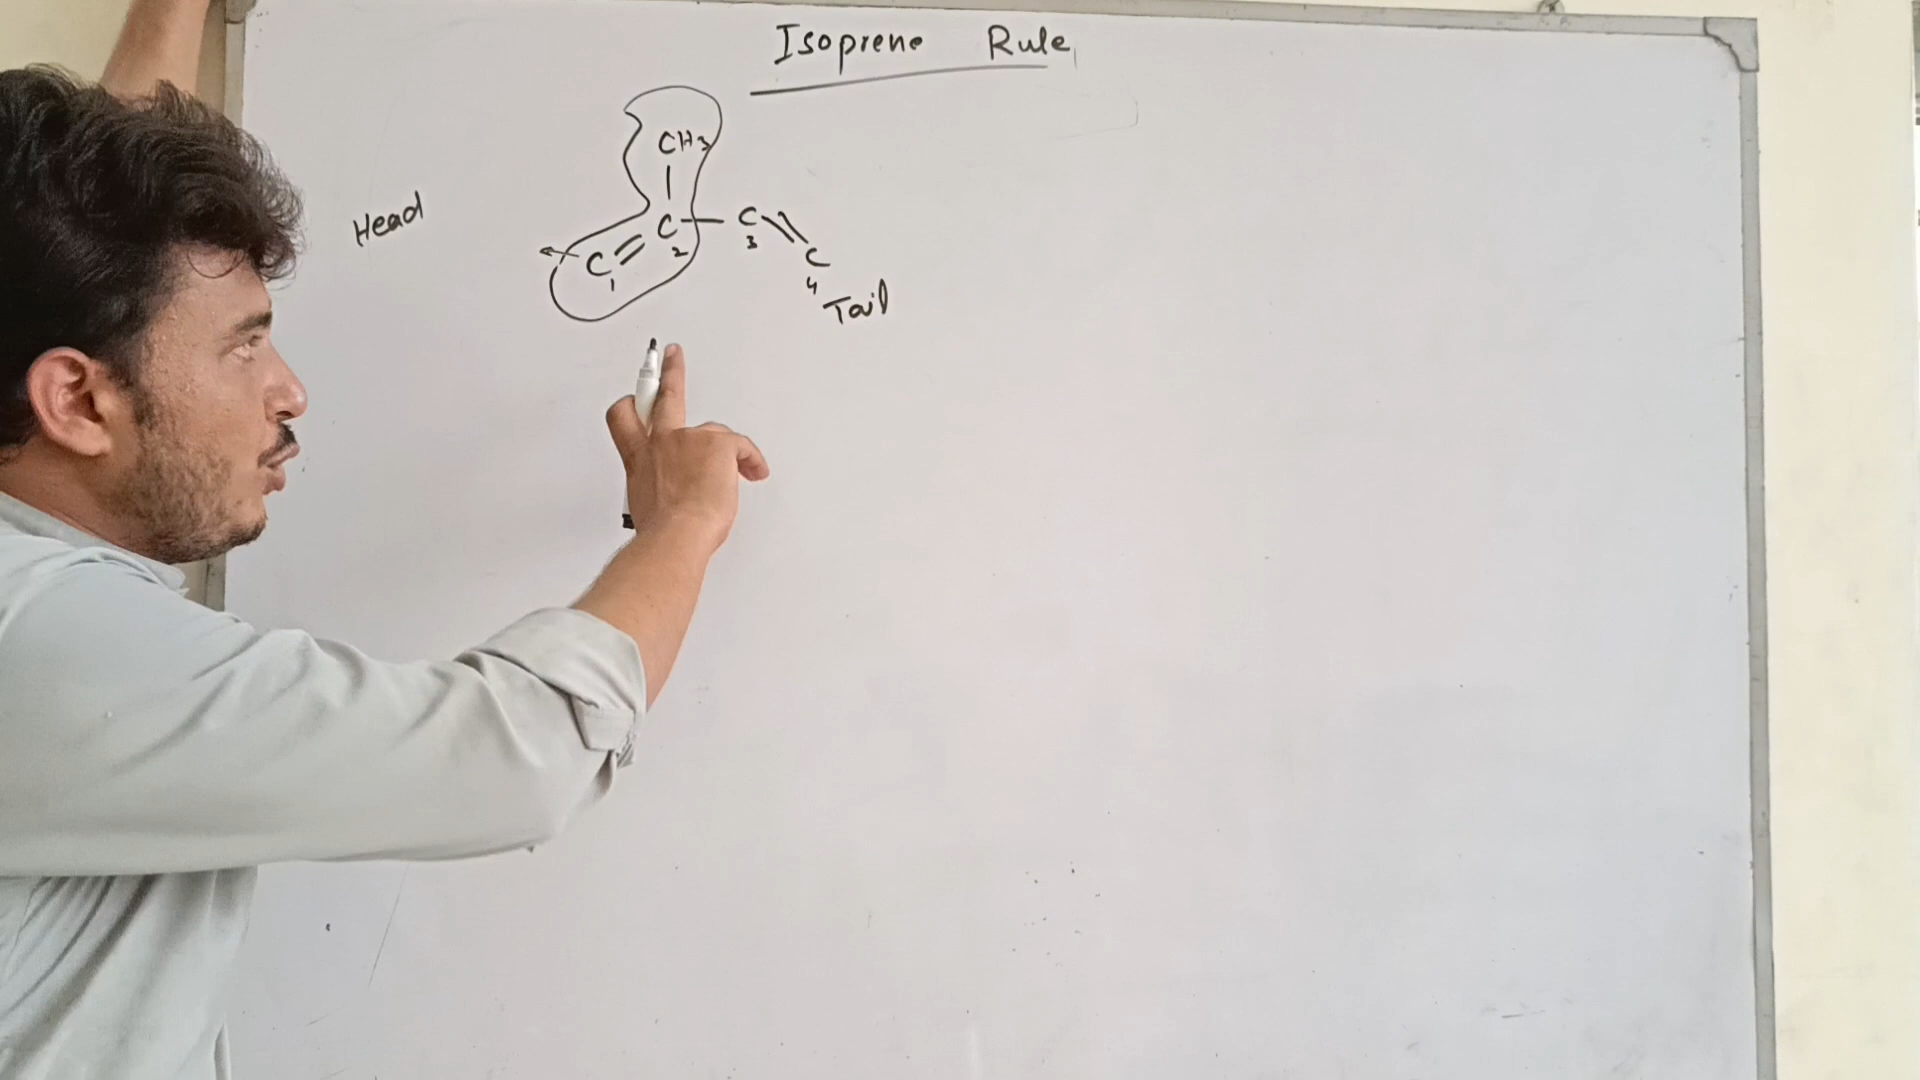 Isoprene Rule
CH3
Head
C = C - C = C
1 2 3 4
Tail